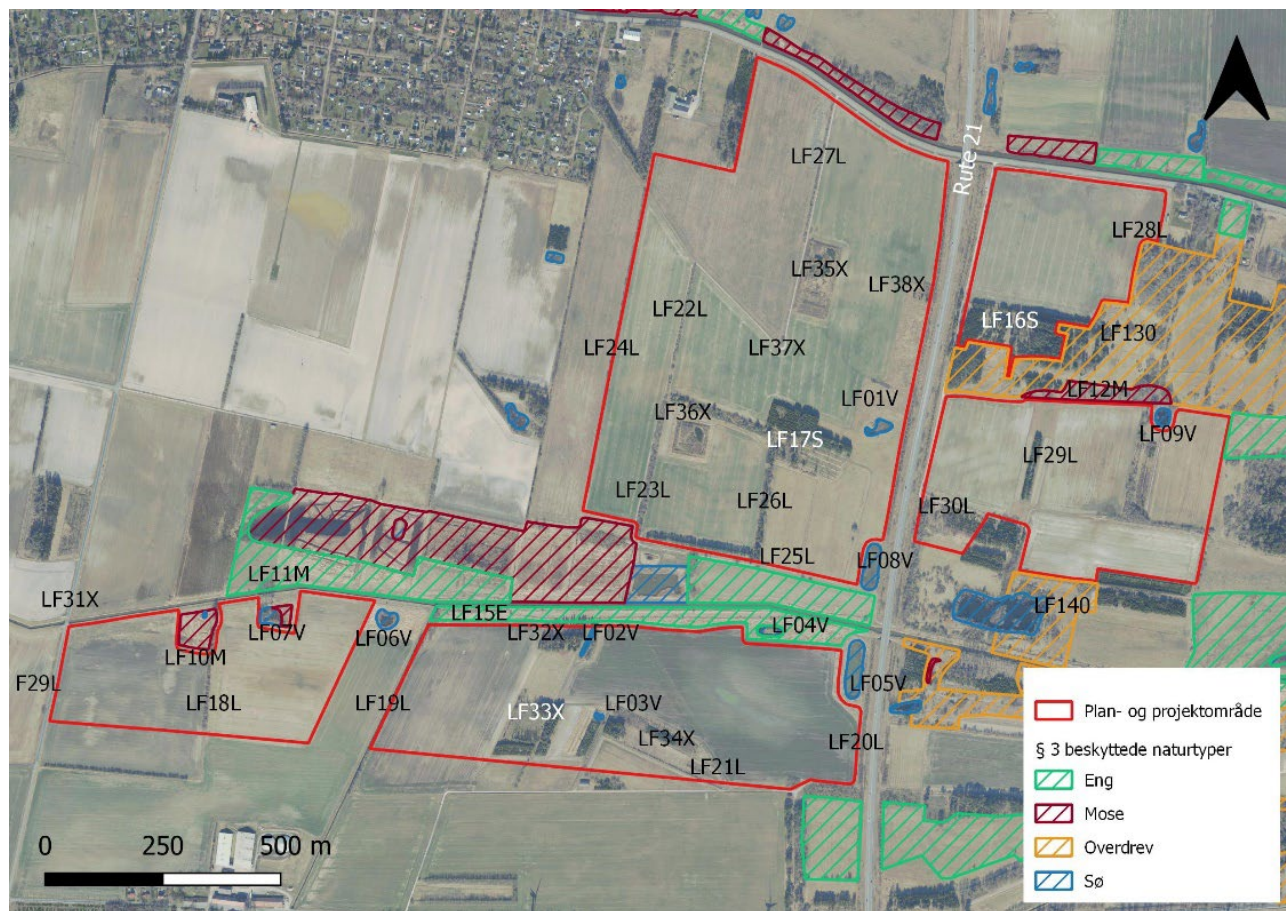 Rute 21
LF27L
LF28L
LF35X
LF38X
LF22L
LF16S
LF130
LF24L
LF37X
LF12M
LF36X
LF01V
LF17S
LF09V
LF29L
LF23L
LF26L
LF30L
LF25L
LF08V
LF11M
LF31X
LF15E
LF140
LF07V
LF06V
LF32X
LF02V
LF04V
LF10M
F29L
LF18L
LF19L
LF05V
LF33X
LF03V
LF34X
LF20L
LF21L
Plan- og projektområde
§ 3 beskyttede naturtyper
Eng
Mose
Overdrev
Sø
0 250 500 m